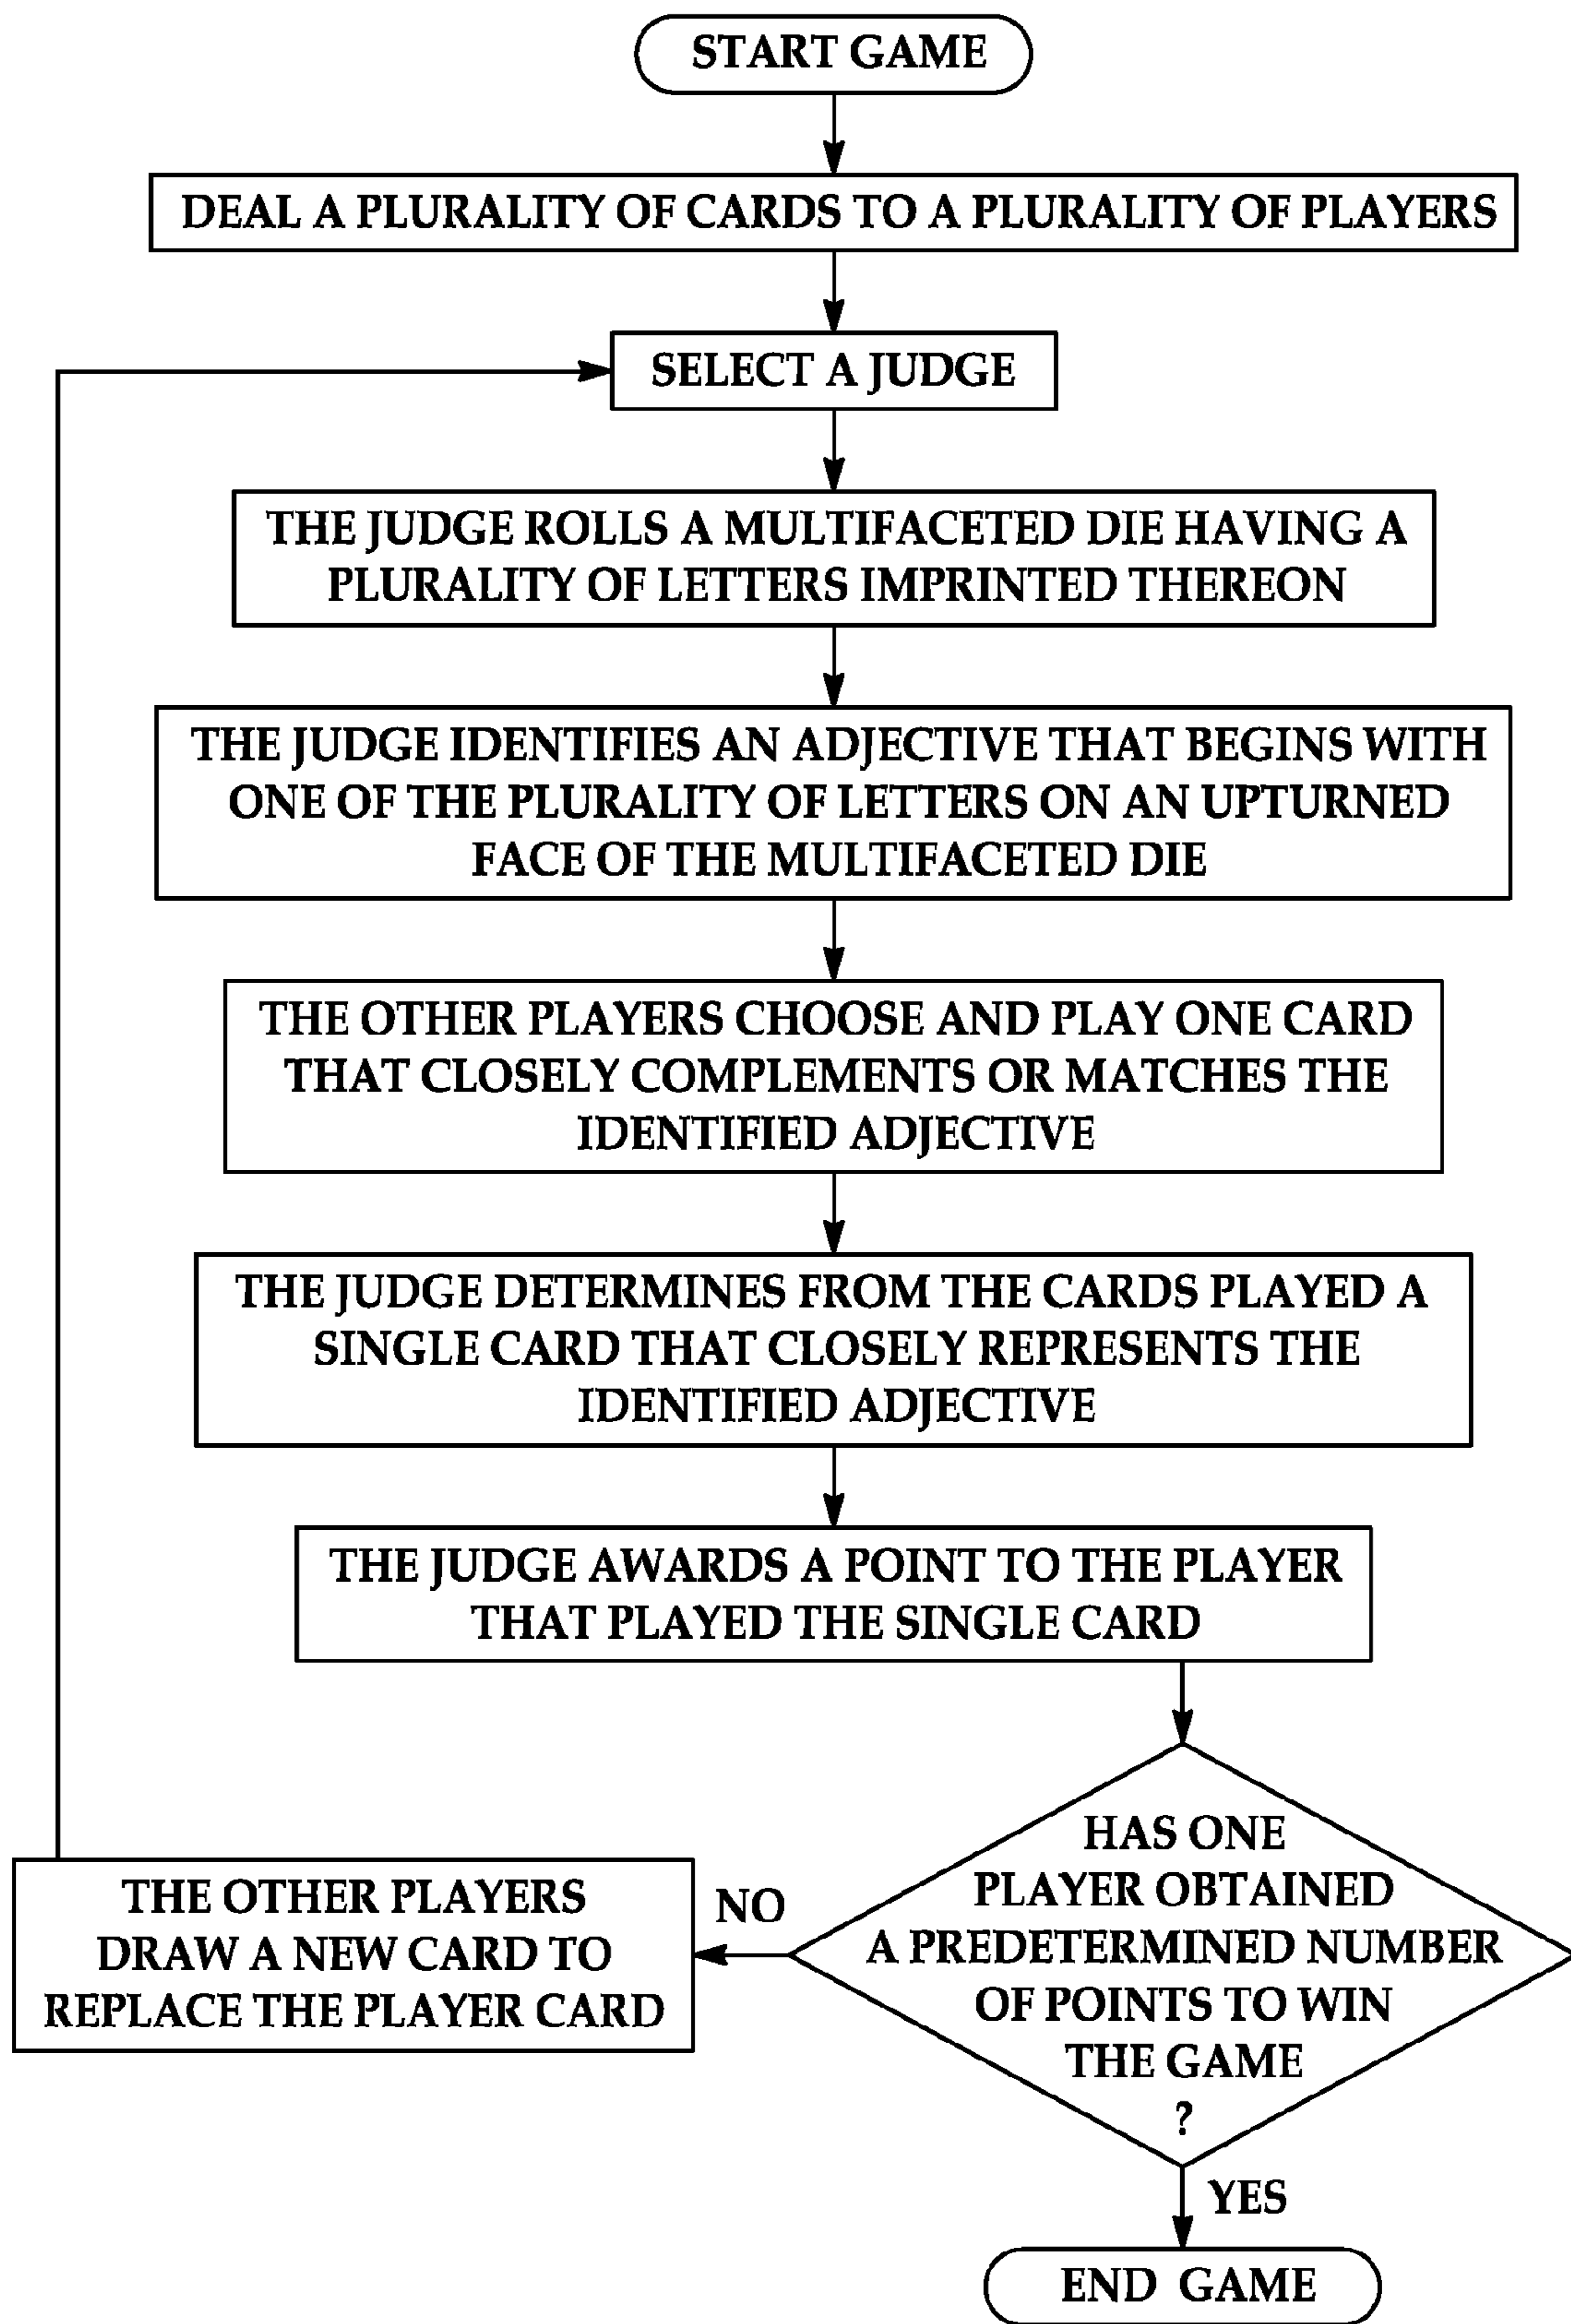 START GAME
DEAL A PLURALITY OF CARDS TO A PLURALITY OF PLAYERS
SELECT A JUDGE
THE JUDGE ROLLS A MULTIFACETED DIE HAVING A
PLURALITY OF LETTERS IMPRINTED THEREON
THE JUDGE IDENTIFIES AN ADJECTIVE THAT BEGINS WITH
ONE OF THE PLURALITY OF LETTERS ON AN UPTURNED
FACE OF THE MULTIFACETED DIE
THE OTHER PLAYERS CHOOSE AND PLAY ONE CARD
THAT CLOSELY COMPLEMENTS OR MATCHES THE
IDENTIFIED ADJECTIVE
THE JUDGE DETERMINES FROM THE CARDS PLAYED A
SINGLE CARD THAT CLOSELY REPRESENTS THE
IDENTIFIED ADJECTIVE
THE JUDGE AWARDS A POINT TO THE PLAYER
THAT PLAYED THE SINGLE CARD
HAS ONE
PLAYER OBTAINED
A PREDETERMINED NUMBER
OF POINTS TO WIN
THE GAME
?
NO
THE OTHER PLAYERS
DRAW A NEW CARD TO
REPLACE THE PLAYER CARD
YES
END GAME